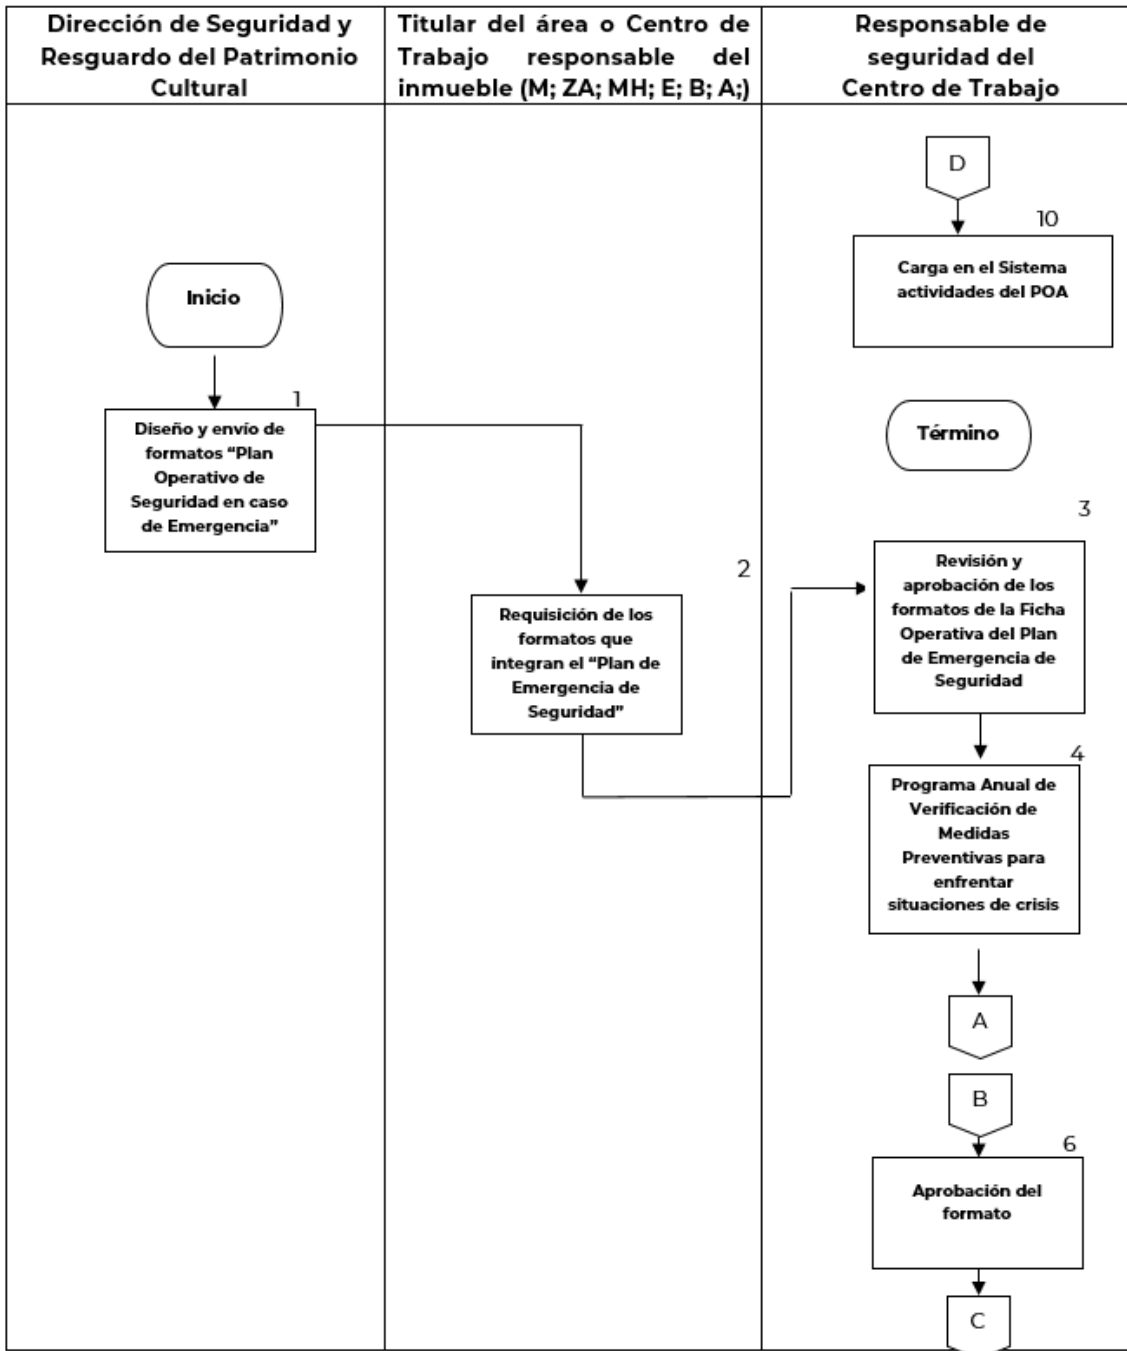 Dirección de Seguridad y
Resguardo del Patrimonio
Cultural
Titular del área o Centro de
Trabajo responsable del
inmueble (M; ZA; MH; E; B; A;)
Responsable de
seguridad del
Centro de Trabajo
Inicio
1
Diseño y envío de
formatos “Plan
Operativo de
Seguridad en caso
de Emergencia”
2
Requisición de los
formatos que
integran el “Plan de
Emergencia de
Seguridad”
D
10
Carga en el Sistema
actividades del POA
Término
3
Revisión y
aprobación de los
formatos de la Ficha
Operativa del Plan
de Emergencia de
Seguridad
4
Programa Anual de
Verificación de
Medidas
Preventivas para
enfrentar
situaciones de crisis
A
B
6
Aprobación del
formato
C